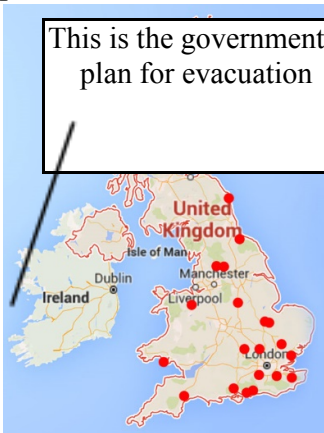 This is the government
plan for evacuation
United
Kingdom
Isle of Man
Dublin
Manchester
Ireland
Liverpool
London